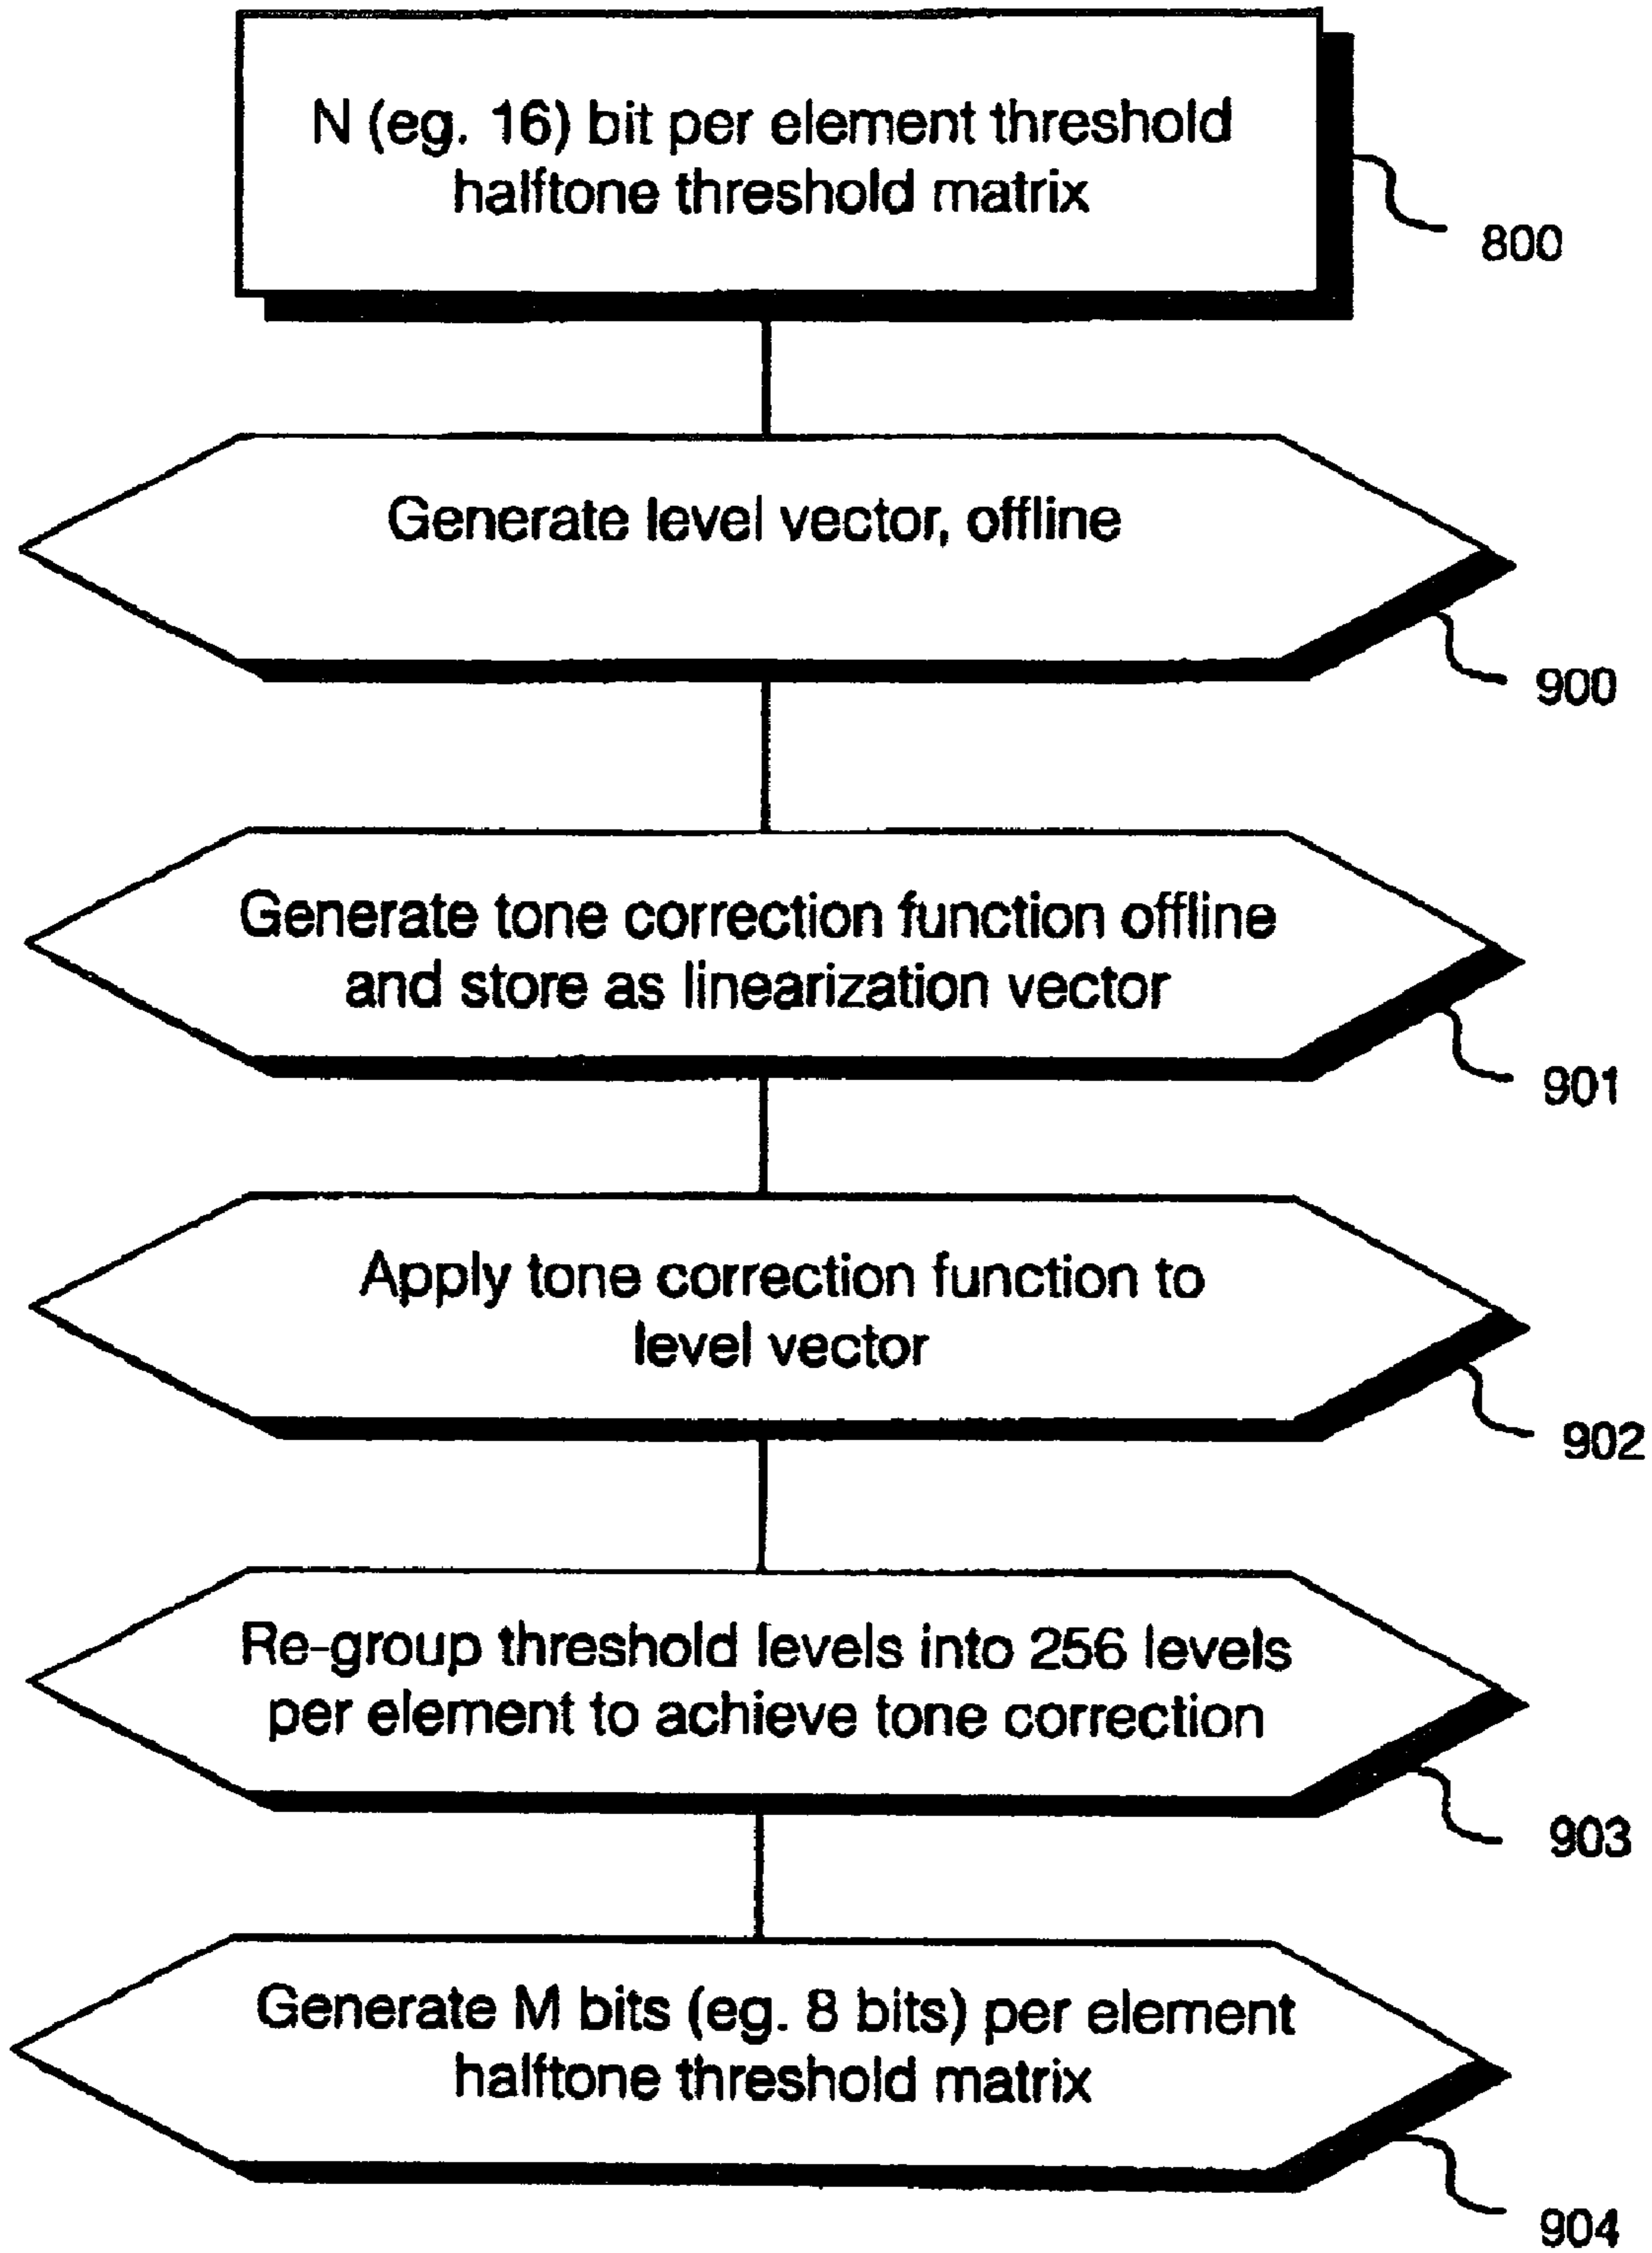 N (eg. 16) bit per element threshold
halftone threshold matrix
800
Generate level vector, offline
900
Generate tone correction function offline
and store as linearization vector
901
Apply tone correction function to
level vector
902
Re-group threshold levels into 256 levels
per element to achieve tone correction
903
Generate M bits (eg. 8 bits) per element
halftone threshold matrix
904